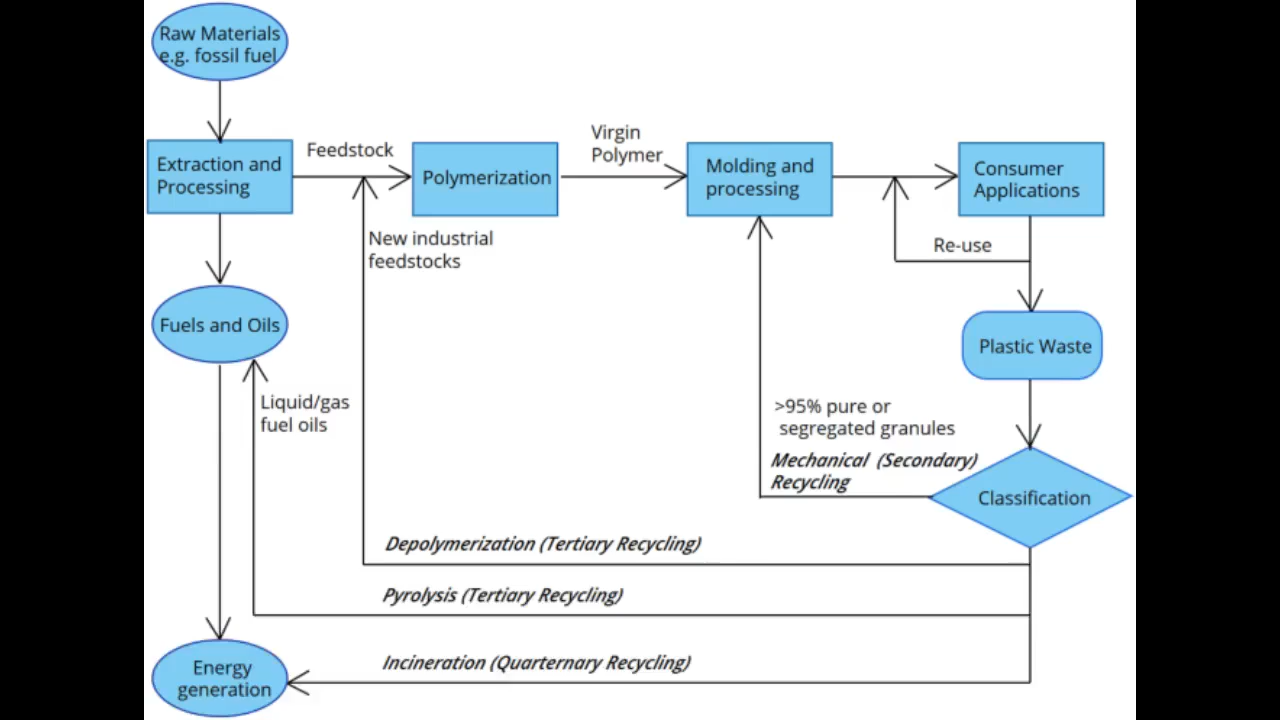 Raw Materials
e.g. fossil fuel
Extraction and
Processing
Feedstock
Polymerization
Virgin
Polymer
Molding and
processing
Consumer
Applications
New industrial
feedstocks
Re-use
Fuels and Oils
Plastic Waste
Liquid/gas
fuel oils
>95% pure or
segregated granules
Mechanical (Secondary)
Recycling
Classification
Depolymerization (Tertiary Recycling)
Pyrolysis (Tertiary Recycling)
Incineration (Quarternary Recycling)
Energy
generation